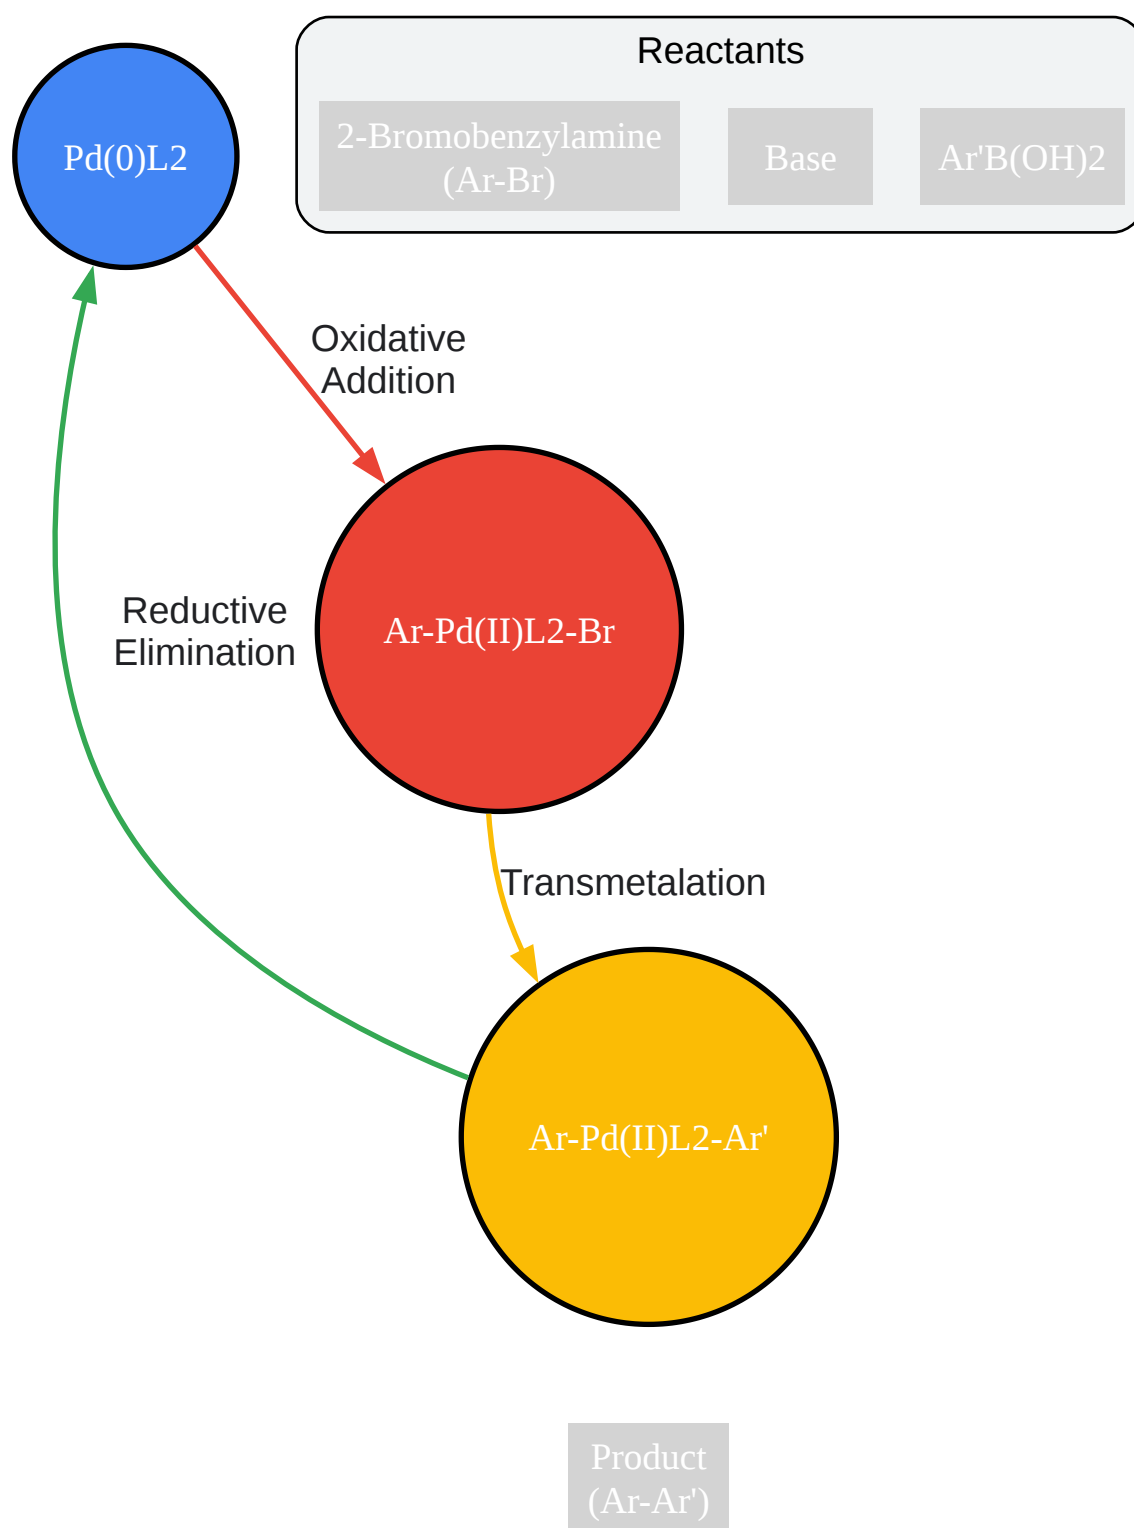 Reactants
Pd(0)L2
2-Bromobenzylamine
(Ar-Br)
Base
Ar'B(OH)2
Oxidative
Addition
Reductive
Elimination
Ar-Pd(II)L2-Br
Transmetalation
Ar-Pd(II)L2-Ar'
Product
(Ar-Ar')